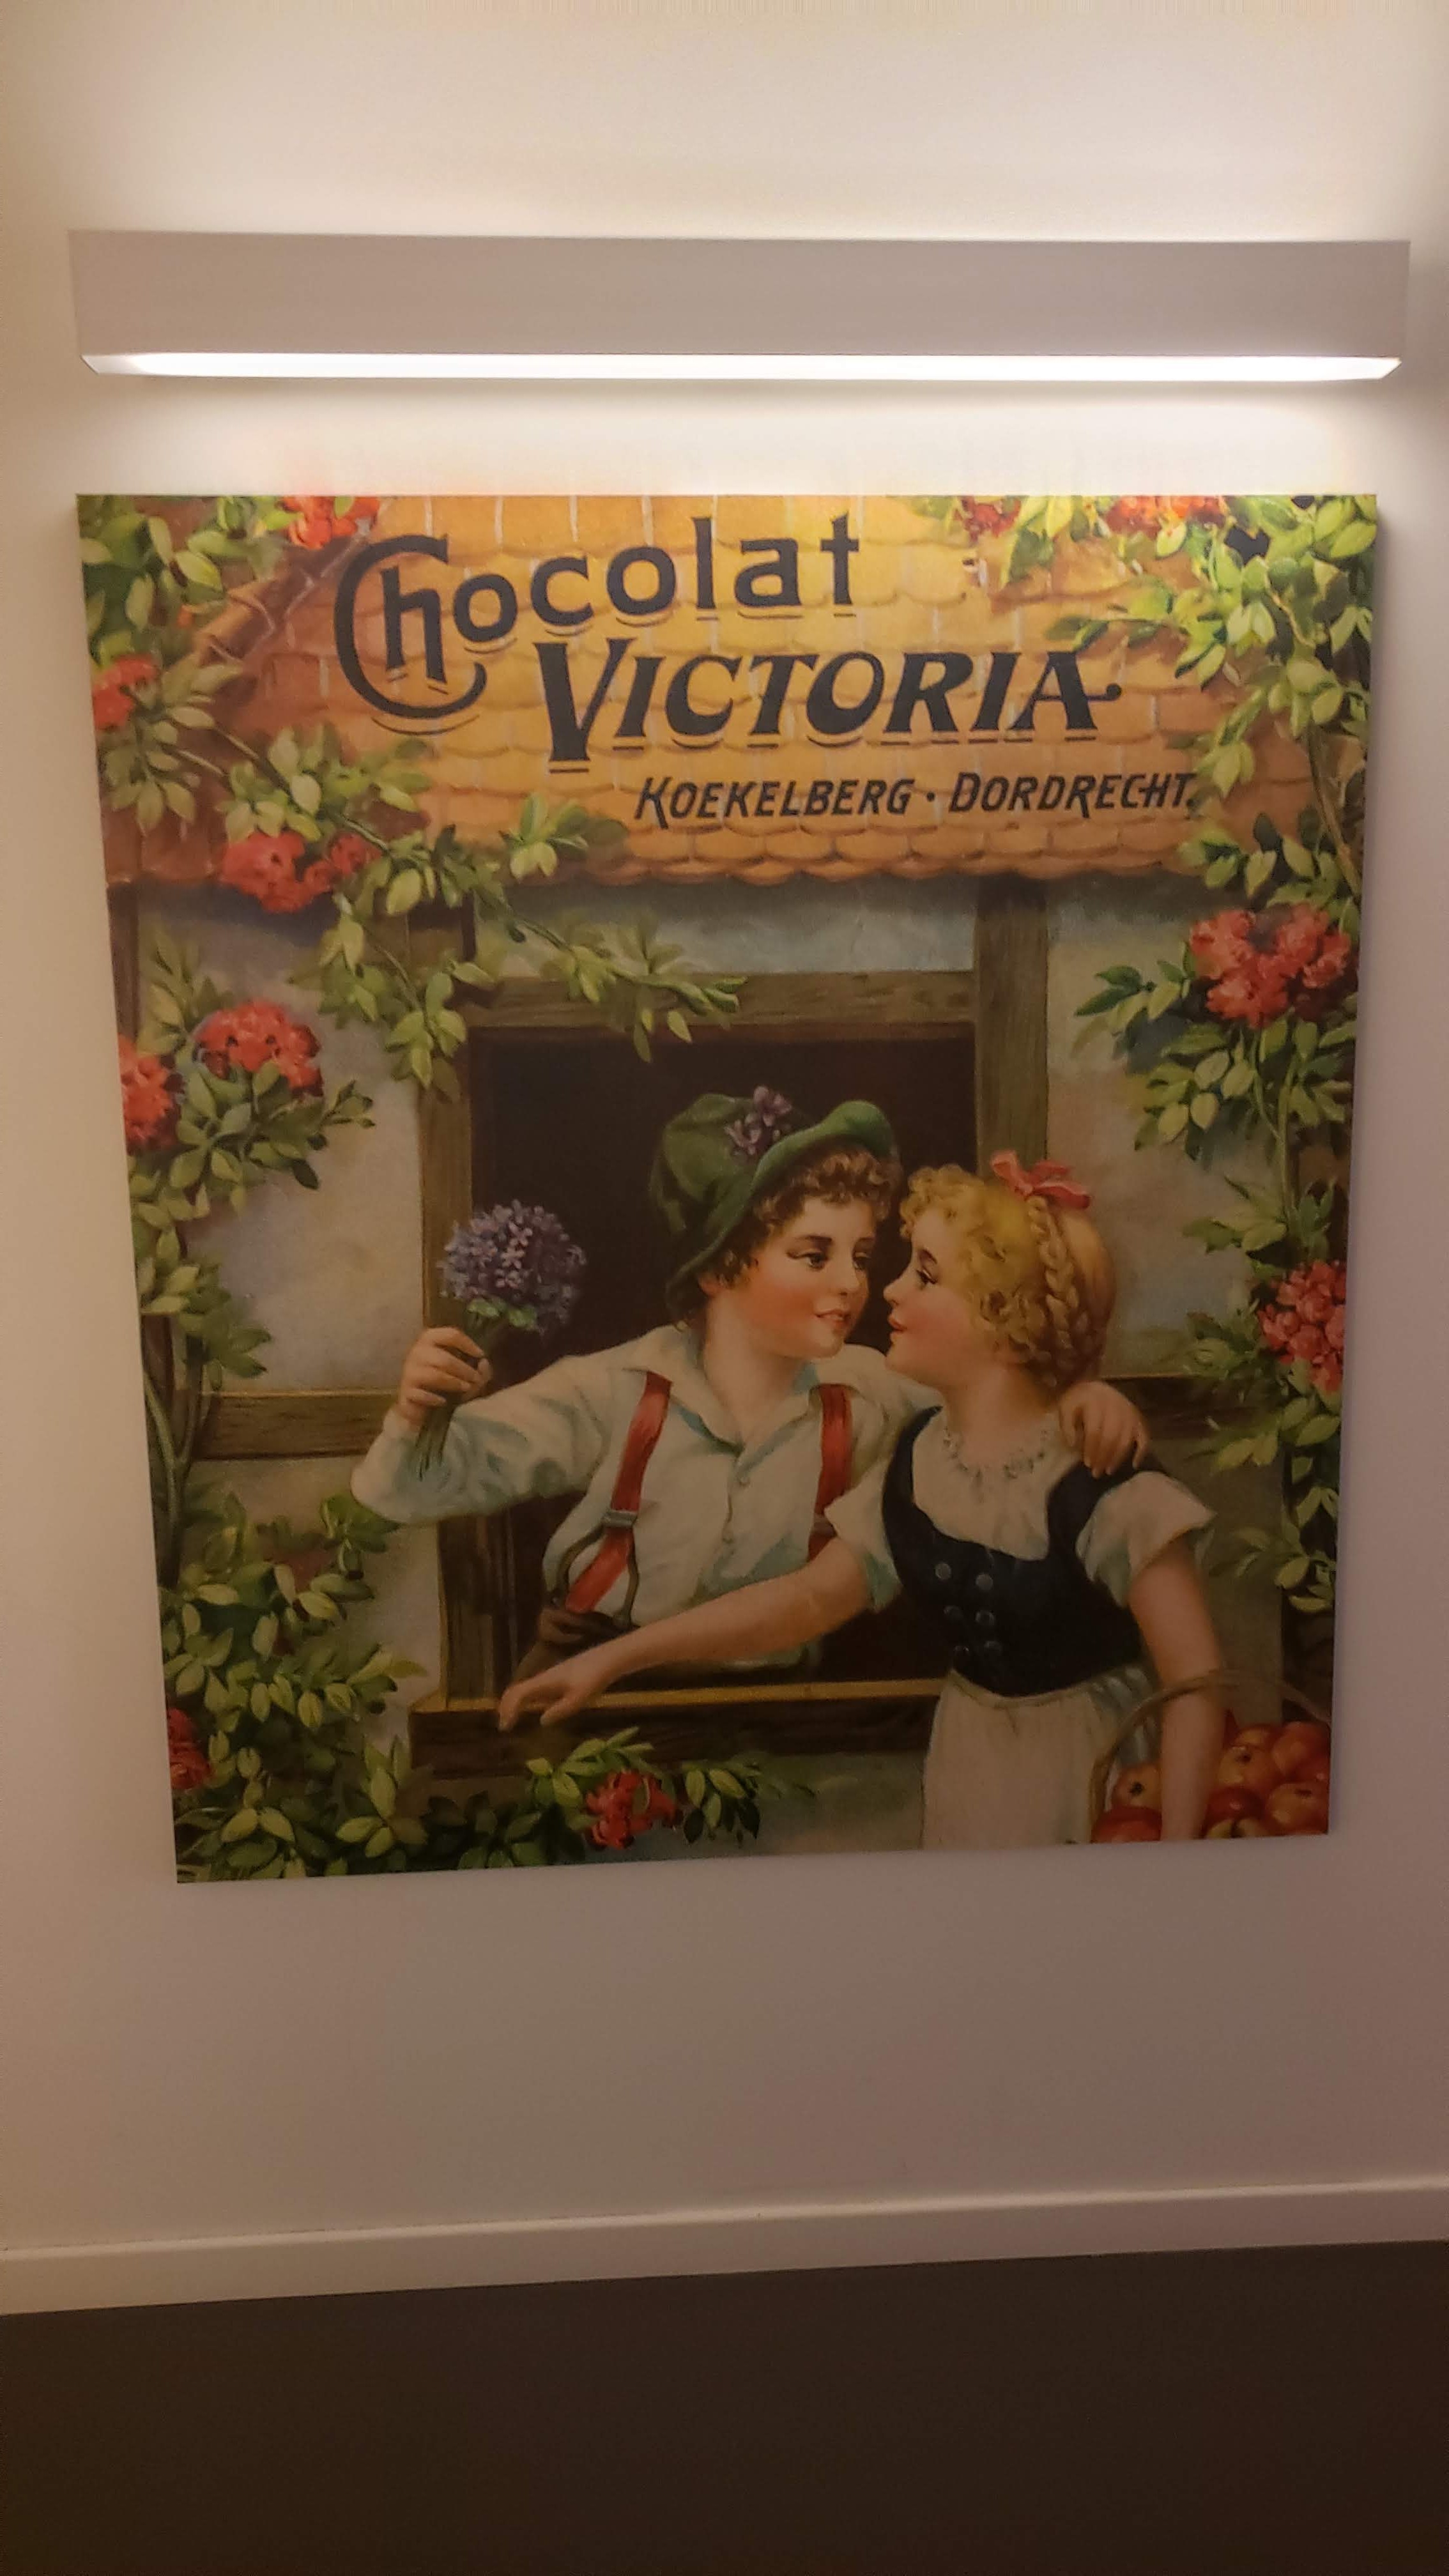 Chocolat
VICTORIA
KOEKELBERG · DORDRECHT.